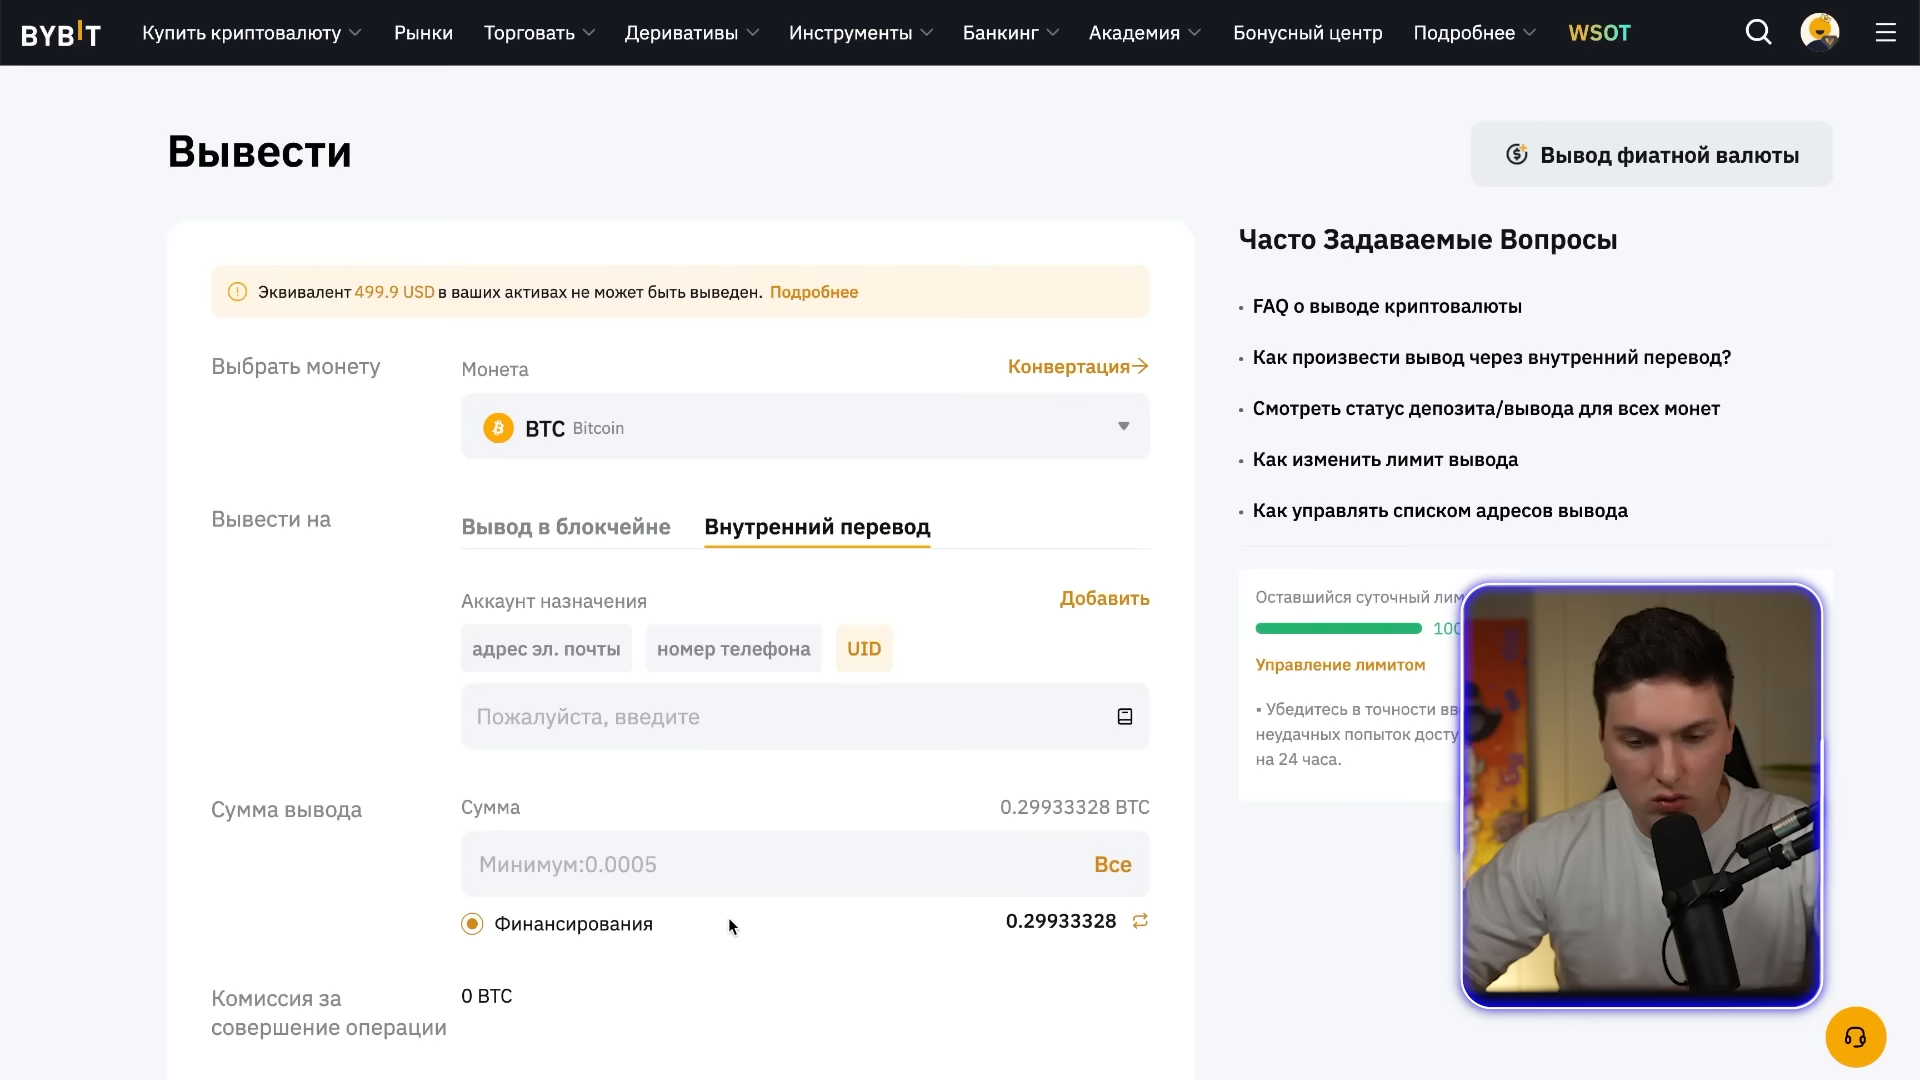 BYBIT
Купить криптовалюту
Рынки
Торговать
Деривативы
Инструменты
Банкинг
Академия
Бонусный центр
Подробнее
WSOT
Вывести
Вывод фиатной валюты
Эквивалент 499.9 USD в ваших активах не может быть выведен. Подробнее
Выбрать монету
Монета
Конвертация
BTC Bitcoin
Вывести на
Вывод в блокчейне
Внутренний перевод
Аккаунт назначения
Добавить
адрес эл. почты
номер телефона
UID
Пожалуйста, введите
Сумма вывода
Сумма
0.29933328 BTC
Минимум:0.0005
Все
Финансирования
0.29933328
Комиссия за
совершение операции
0 BTC
Часто Задаваемые Вопросы
• FAQ о выводе криптовалюты
• Как произвести вывод через внутренний перевод?
• Смотреть статус депозита/вывода для всех монет
• Как изменить лимит вывода
• Как управлять списком адресов вывода
Оставшийся суточный
100
Управление лимитом
• Убедитесь в точности
неудачных попыток
на 24 часа.